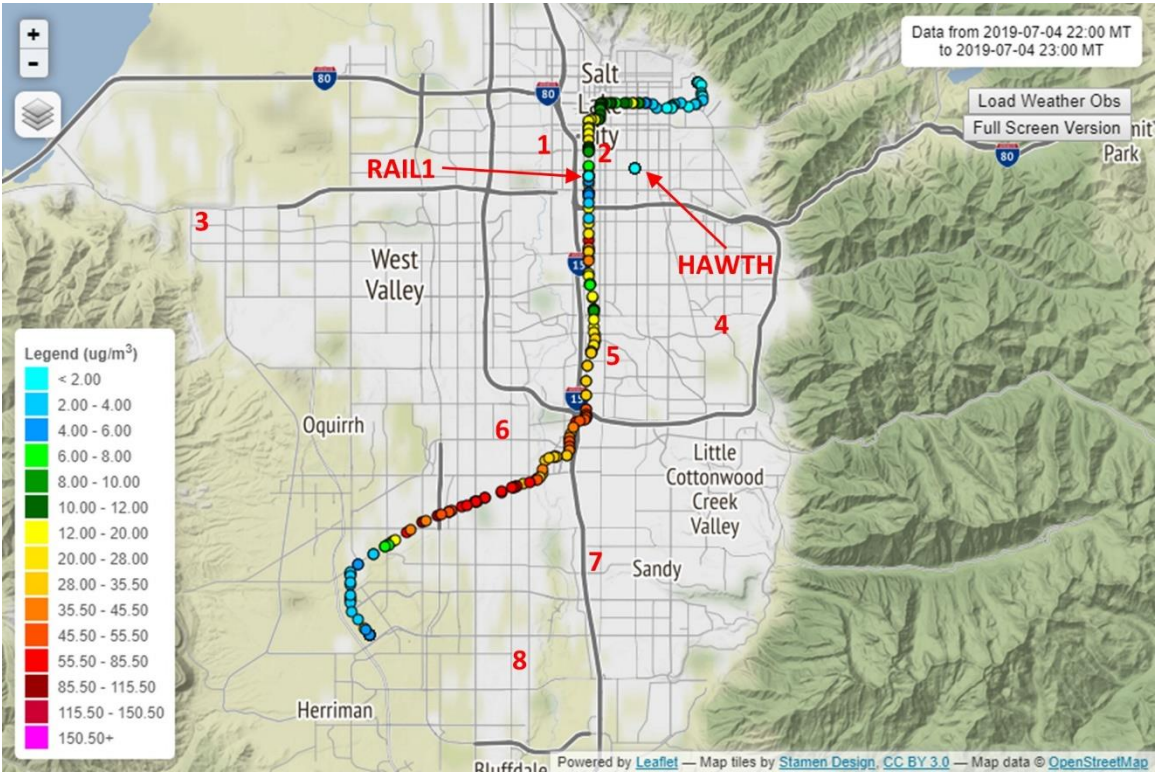 +
-
Data from 2019-07-04 22:00 MT
to 2019-07-04 23:00 MT
Load Weather Obs
Full Screen Version
80
80
80
Park
Salt
Lake
City
1
2
RAIL1
HAWTH
3
West
Valley
15
4
5
15
6
Oquirrh
Little
Cottonwood
Creek
Valley
7
Sandy
8
Herriman
Bluffdale
Legend (ug/m³)
< 2.00
2.00 - 4.00
4.00 - 6.00
6.00 - 8.00
8.00 - 10.00
10.00 - 12.00
12.00 - 20.00
20.00 - 28.00
28.00 - 35.50
35.50 - 45.50
45.50 - 55.50
55.50 - 85.50
85.50 - 115.50
115.50 - 150.50
150.50+
Powered by Leaflet — Map tiles by Stamen Design, CC BY 3.0 — Map data © OpenStreetMap